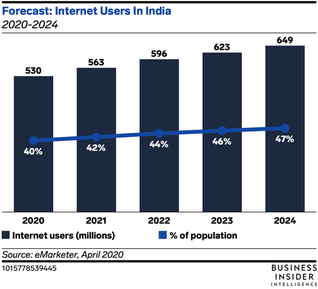 Forecast: Internet Users In India
2020-2024
530
563
596
623
649
40%
42%
44%
46%
47%
2020
2021
2022
2023
2024
Internet users (millions)
% of population
Source: eMarketer, April 2020
1015778539445
BUSINESS
INSIDER
INTELLIGENCE